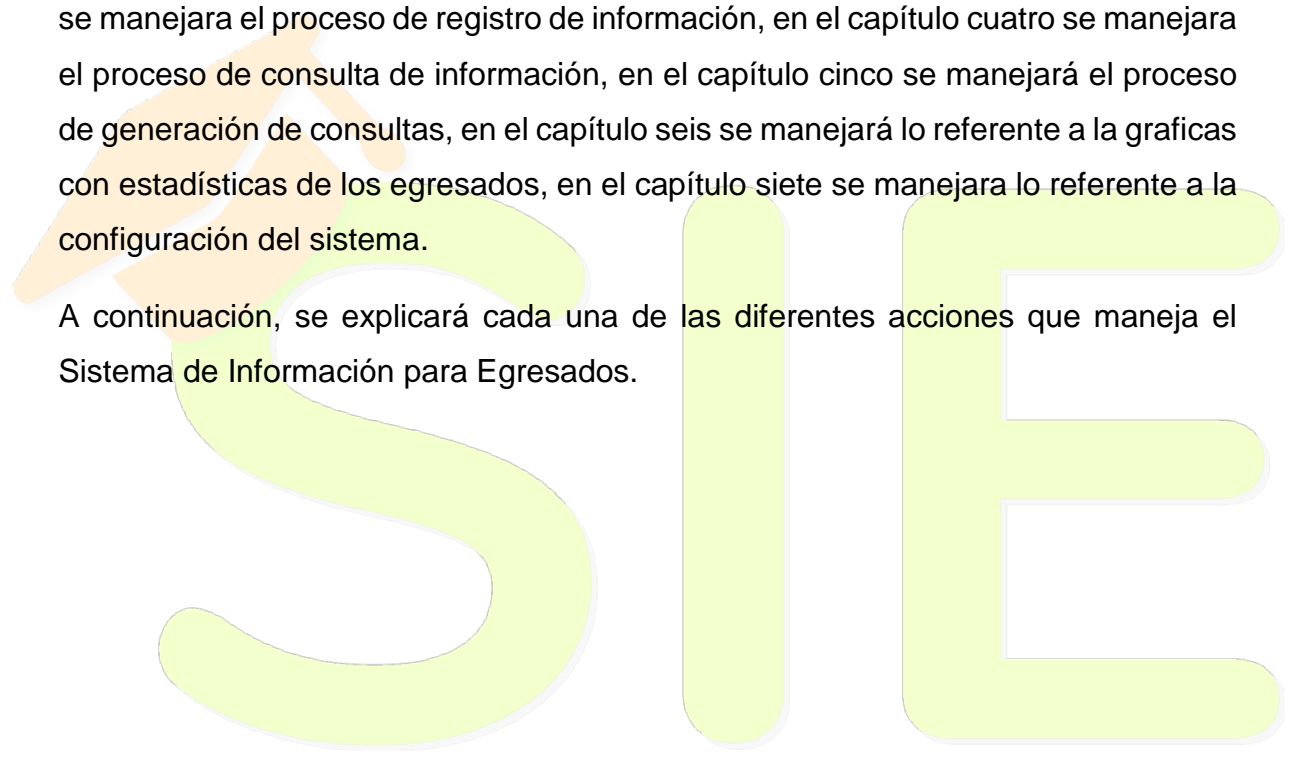 se manejara el proceso de registro de información, en el capítulo cuatro se manejara
el proceso de consulta de información, en el capítulo cinco se manejará el proceso
de generación de consultas, en el capítulo seis se manejará lo referente a la graficas
con estadísticas de los egresados, en el capítulo siete se manejara lo referente a la
configuración del sistema.
A continuación, se explicará cada una de las diferentes acciones que maneja el
Sistema de Información para Egresados.
SIE